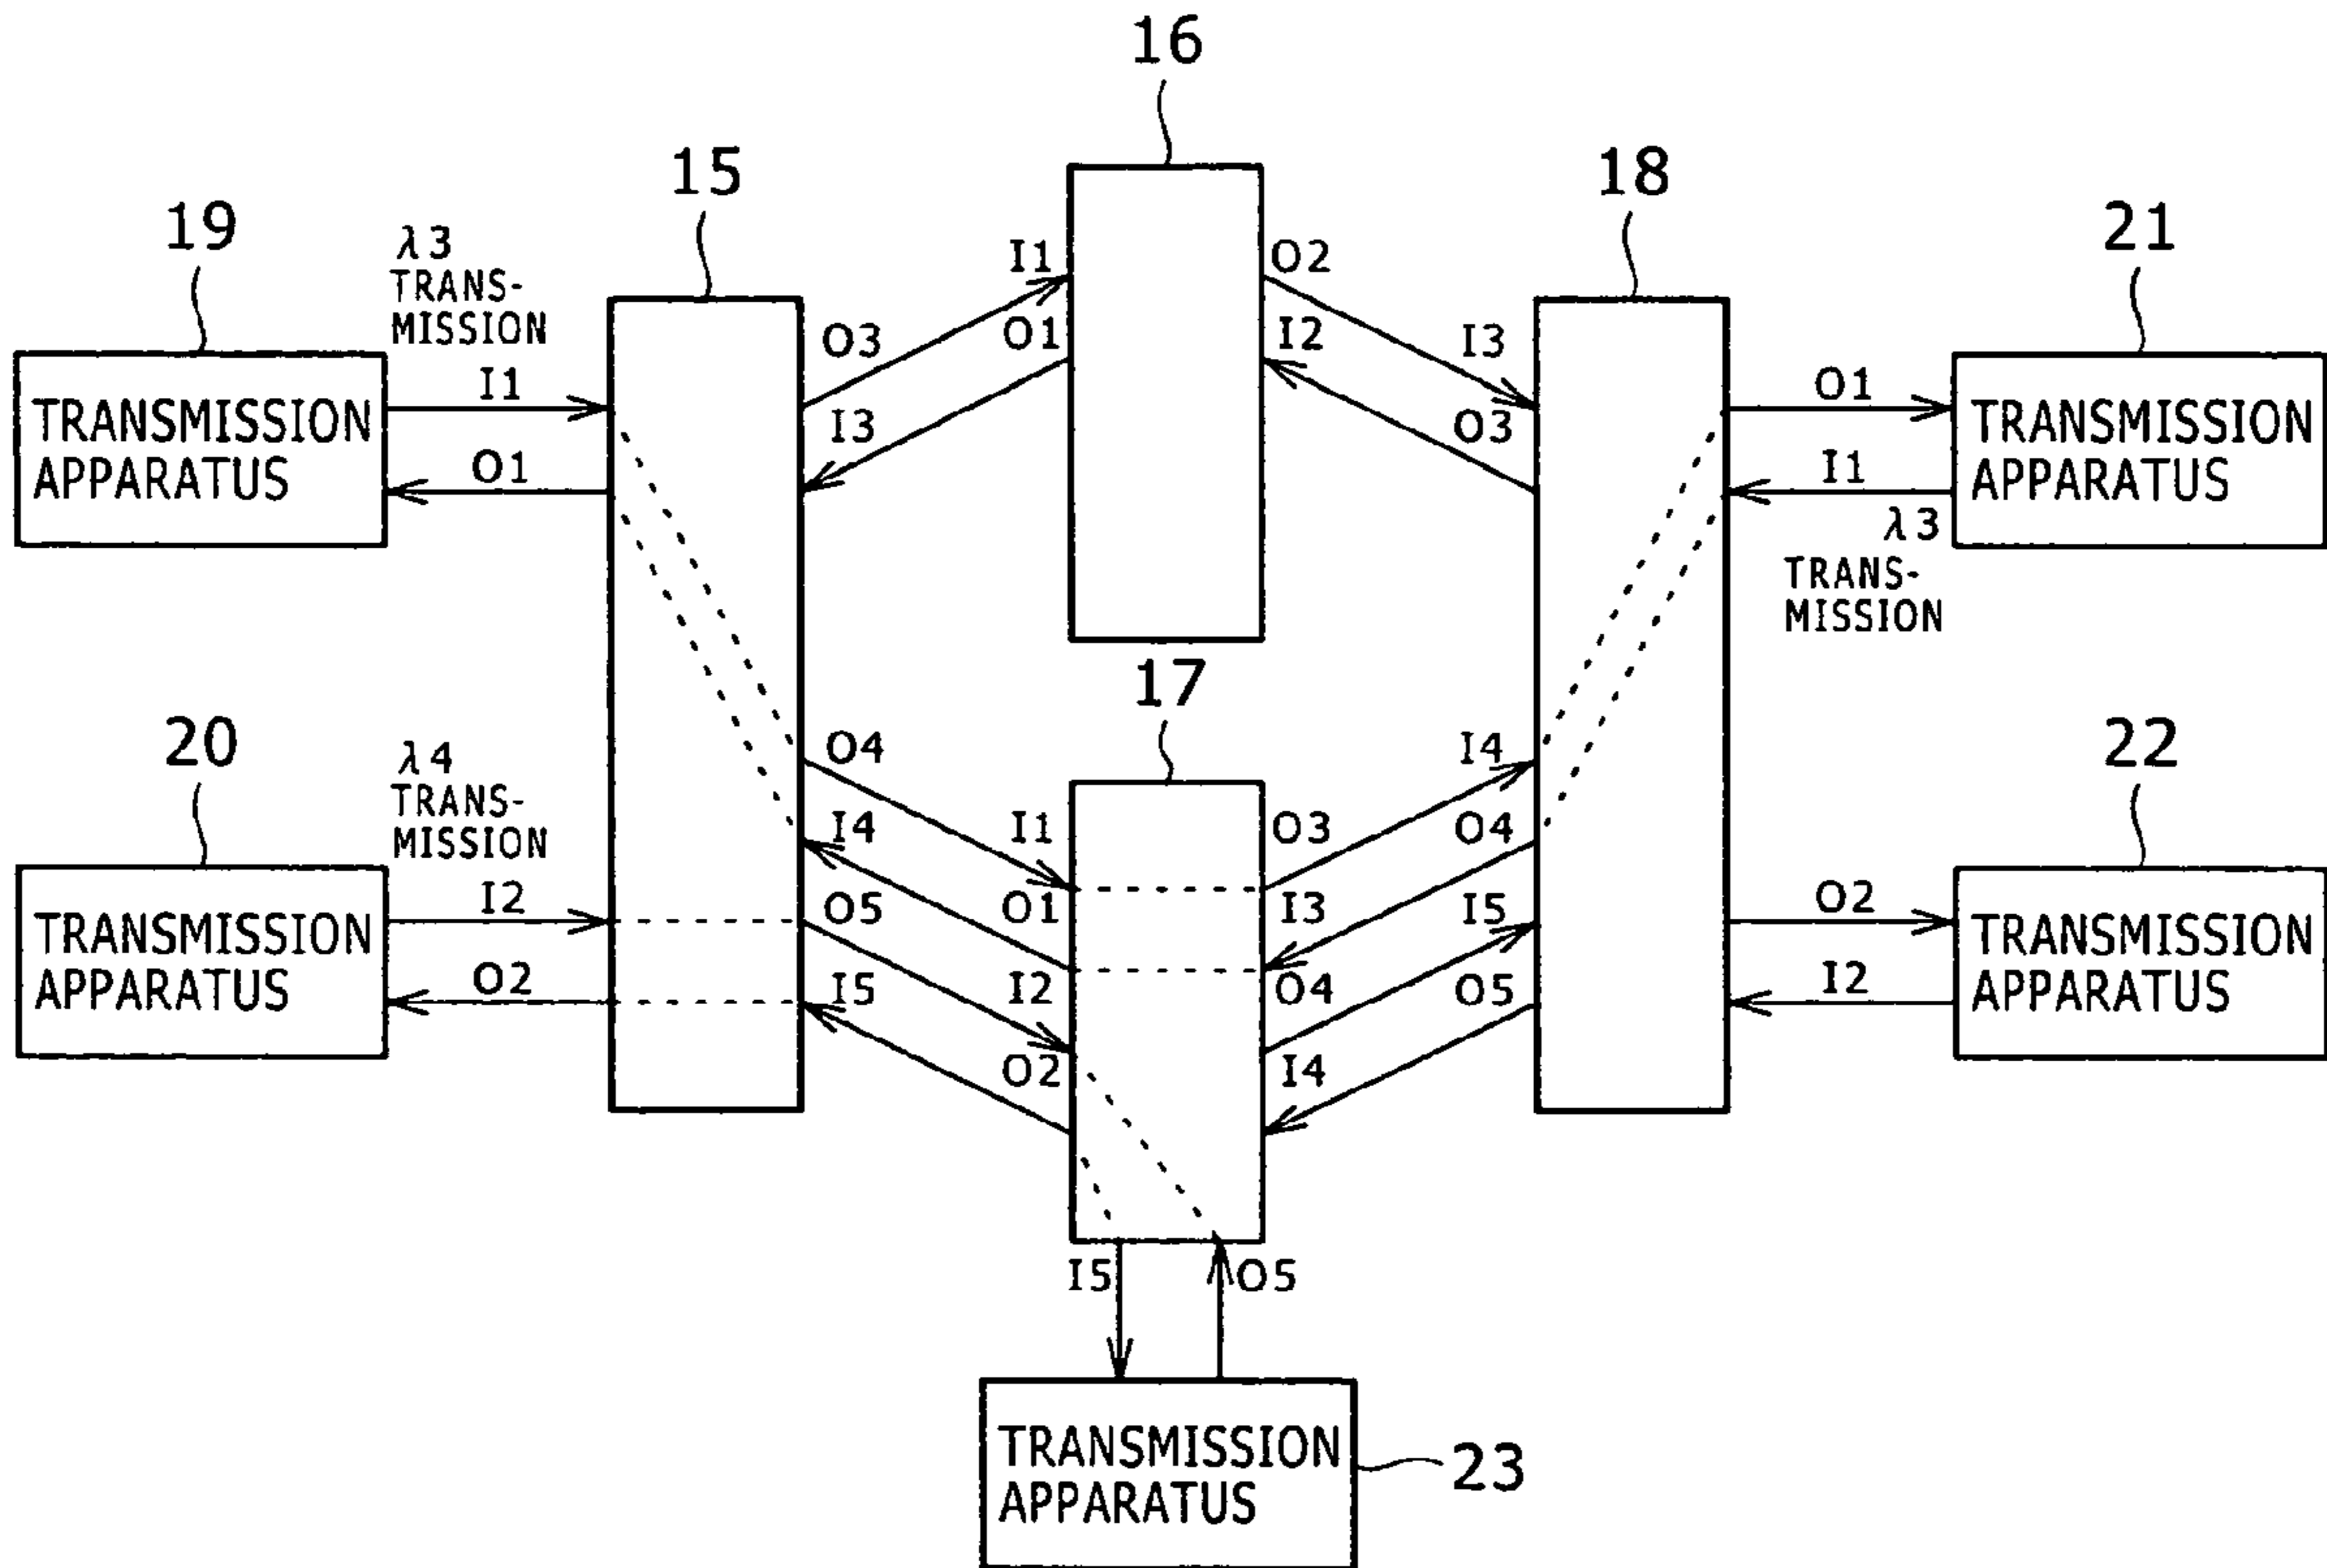 16
15
18
19
λ3
TRANS-
MISSION
21
I1
O2
O3
O1
I2
I3
I1
O1
TRANSMISSION
APPARATUS
I3
O3
TRANSMISSION
APPARATUS
O1
I1
λ3
TRANS-
MISSION
17
20
λ4
TRANS-
MISSION
O4
I4
22
I4
I1
O3
O4
TRANSMISSION
APPARATUS
I2
O5
O1
I3
I5
O2
TRANSMISSION
APPARATUS
O2
I5
I2
O4
O5
I2
O2
I4
I5
O5
TRANSMISSION
APPARATUS
23